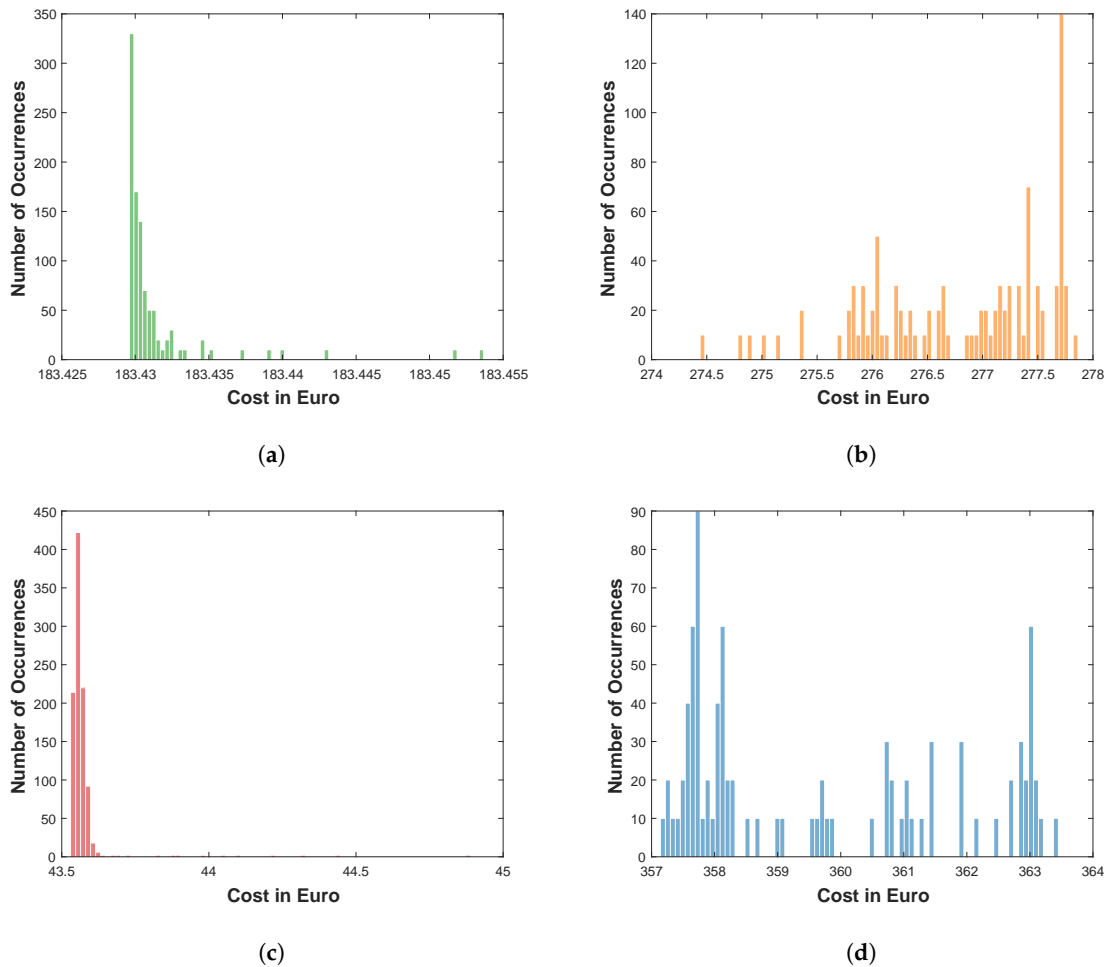 350
300
250
200
150
100
50
0
Number of Occurrences
183.425 183.43 183.435 183.44 183.445 183.45 183.455
Cost in Euro
(a)
140
120
100
80
60
40
20
0
Number of Occurrences
274 274.5 275 275.5 276 276.5 277 277.5 278
Cost in Euro
(b)
450
400
350
300
250
200
150
100
50
0
Number of Occurrences
43.5 44 44.5 45
Cost in Euro
(c)
90
80
70
60
50
40
30
20
10
0
Number of Occurrences
357 358 359 360 361 362 363 364
Cost in Euro
(d)